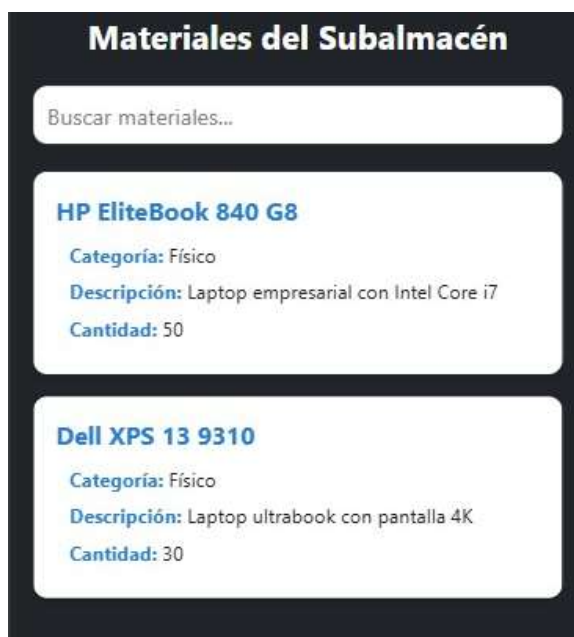 Materiales del Subalmacén
Buscar materiales...
HP EliteBook 840 G8
Categoría: Físico
Descripción: Laptop empresarial con Intel Core i7
Cantidad: 50
Dell XPS 13 9310
Categoría: Físico
Descripción: Laptop ultrabook con pantalla 4K
Cantidad: 30